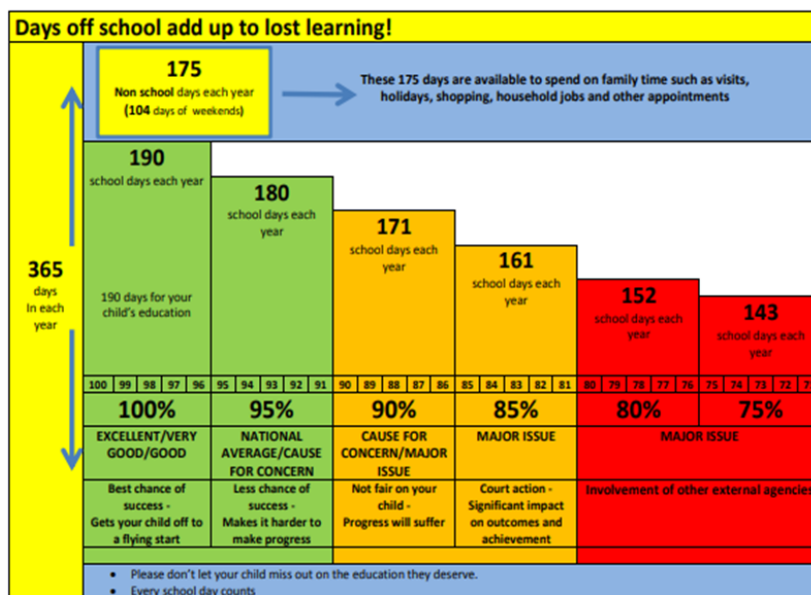 Days off school add up to lost learning!
175
Non school days each year
(104 days of weekends)
These 175 days are available to spend on family time such as visits,
holidays, shopping, household jobs and other appointments
365
days
In each
year
190
school days each year
190 days for your
child's education
180
school days each
year
171
school days each
year
161
school days each
year
152
school days each
year
143
school days each
year
100 99 98 97 96 95 94 93 92 91 90 89 88 87 86 85 84 83 82 81 80 79 78 77 76 75 74 73 72
100% 95% 90% 85% 80% 75%
EXCELLENT/VERY
GOOD/GOOD
NATIONAL
AVERAGE/CAUSE
FOR CONCERN
CAUSE FOR
CONCERN/MAJOR
ISSUE
MAJOR ISSUE
MAJOR ISSUE
Best chance of
success -
Gets your child off to
a flying start
Less chance of
success -
Makes it harder to
make progress
Not fair on your
child -
Progress will suffer
Court action -
Significant impact
on outcomes and
achievement
Involvement of other external agencies
• Please don't let your child miss out on the education they deserve.
• Every school day counts